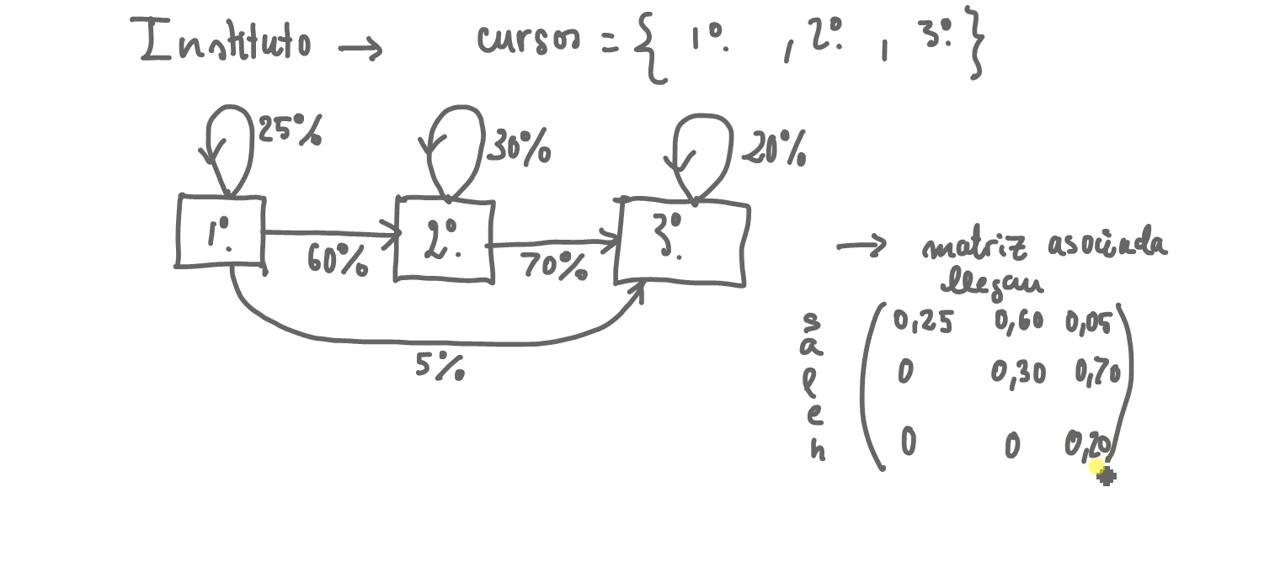 Instituto → cursos = { 1º. , 2º. , 3º. }
25%
30%
20%
1º.
2º.
3º.
60%
70%
5%
→ matriz asociada
llegan
salen
0,25 0,60 0,05
0 0,30 0,70
0 0 0,20